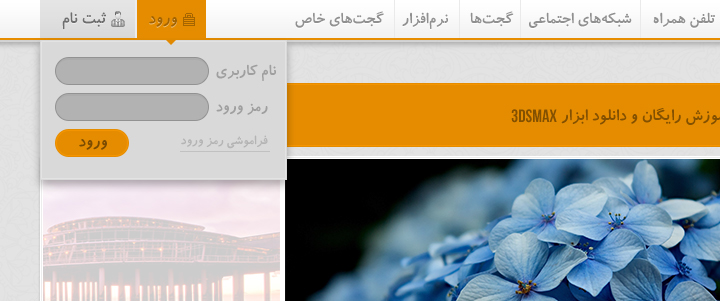 تلفن همراه
شبکه‌های اجتماعی
گجت‌ها
نرم‌افزار
گجت‌های خاص
ورود
ثبت نام
نام کاربری
رمز ورود
فراموشی رمز ورود
ورود
رایگان و دانلود ابزار 3DSMAX